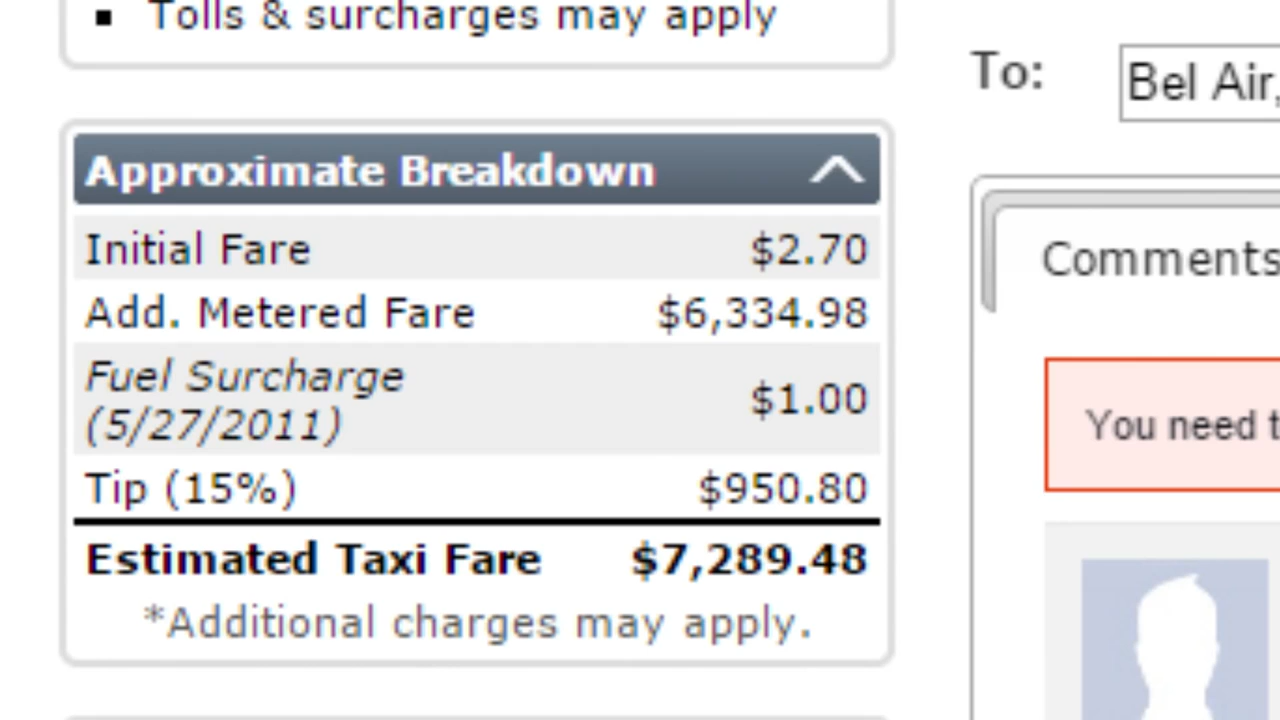 Tolls & surcharges may apply
To: Bel Air,
Approximate Breakdown
Initial Fare $2.70
Add. Metered Fare $6,334.98
Fuel Surcharge
(5/27/2011) $1.00
Tip (15%) $950.80
Estimated Taxi Fare $7,289.48
*Additional charges may apply.
Comments
You need t